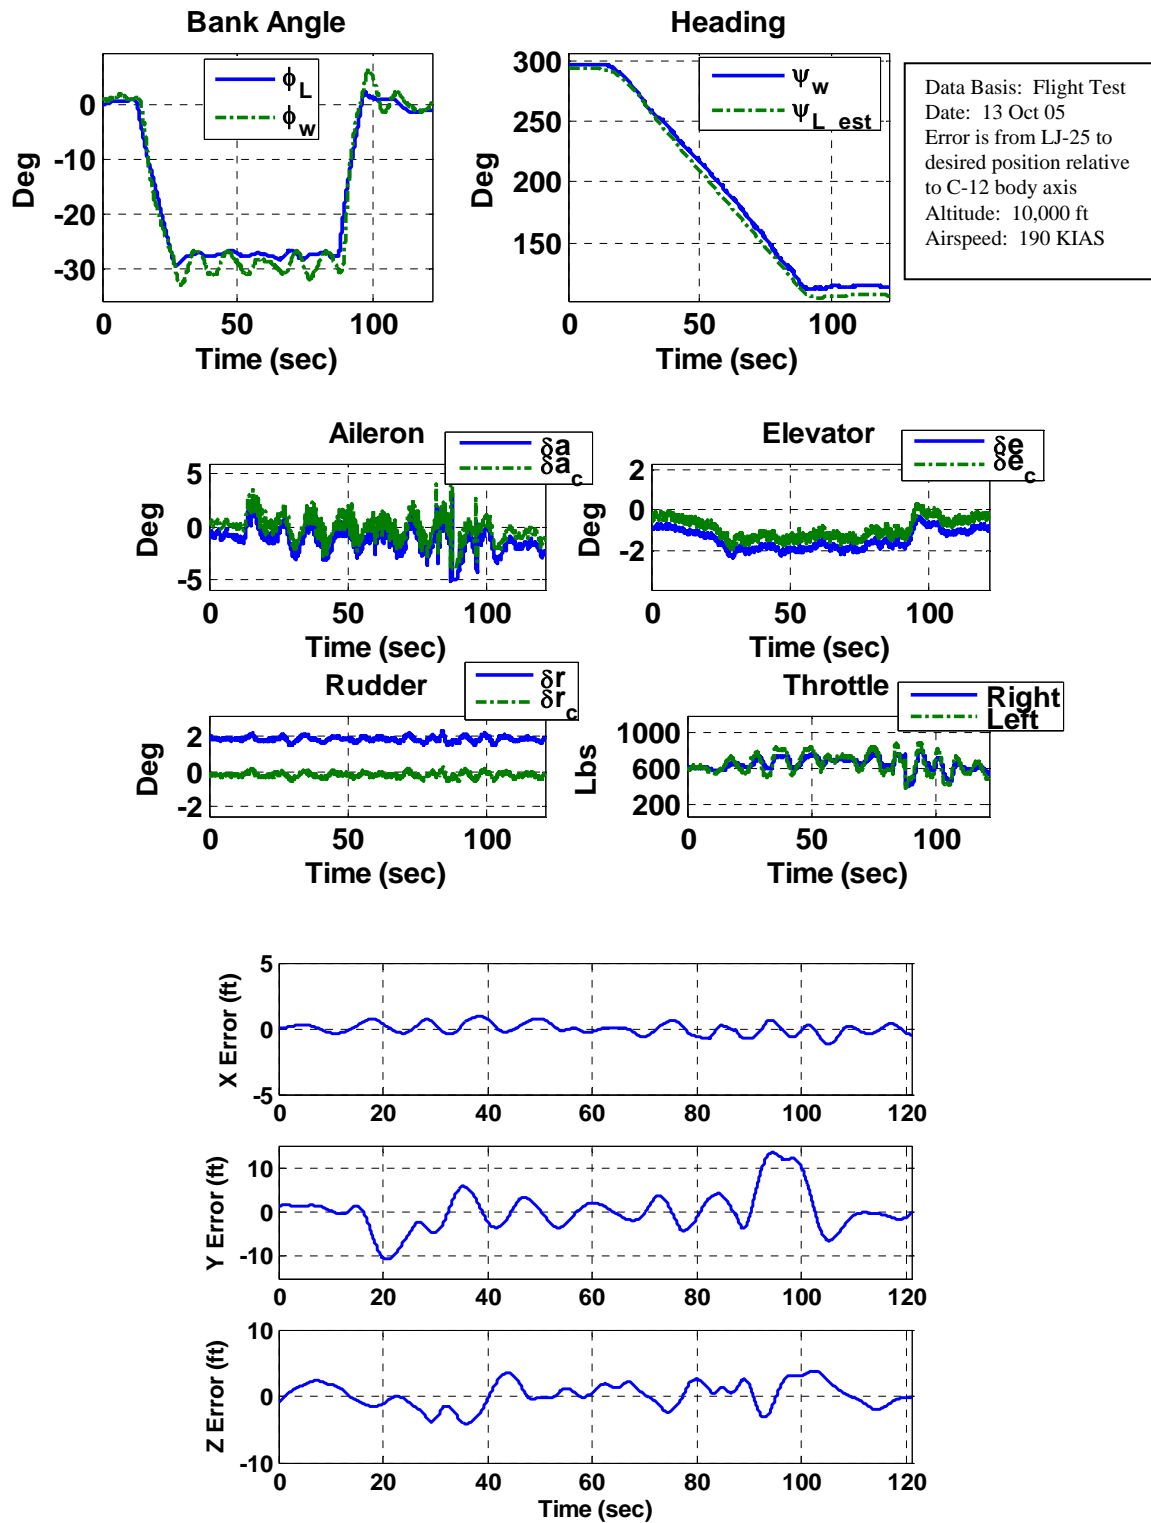 Bank Angle
Deg
0
-10
-20
-30
ϕL
ϕw
0 50 100
Time (sec)
Heading
Deg
300
250
200
150
ψw
ψL_est
0 50 100
Time (sec)
Data Basis: Flight Test
Date: 13 Oct 05
Error is from LJ-25 to
desired position relative
to C-12 body axis
Altitude: 10,000 ft
Airspeed: 190 KIAS
Aileron
δa
δac
Deg
5
0
-5
0 50 100
Time (sec)
Elevator
δe
δec
Deg
2
0
-2
0 50 100
Time (sec)
Rudder
δr
δrc
Deg
2
0
-2
0 50 100
Time (sec)
Throttle
Right
Left
Lbs
1000
600
200
0 50 100
Time (sec)
X Error (ft)
5
0
-5
0 20 40 60 80 100 120
Y Error (ft)
10
0
-10
0 20 40 60 80 100 120
Z Error (ft)
10
0
-10
0 20 40 60 80 100 120
Time (sec)